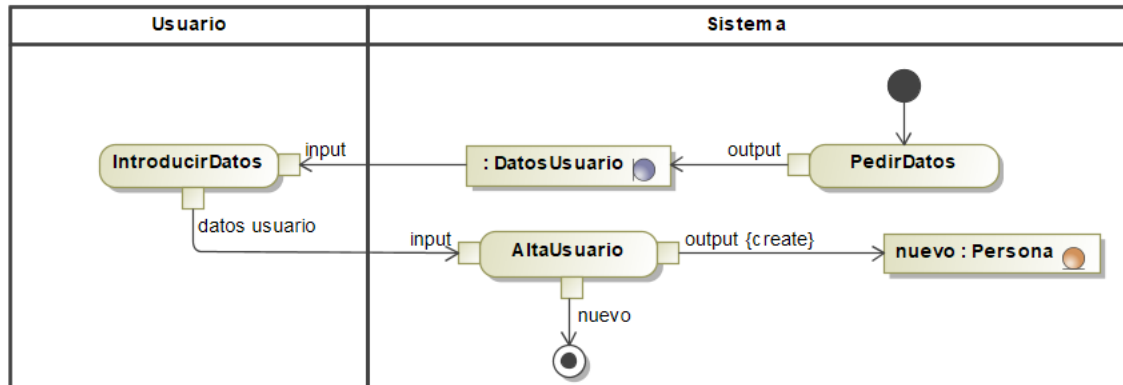 Usuario
Sistema
IntroducirDatos
input
: DatosUsuario
output
PedirDatos
datos usuario
input
AltaUsuario
output {create}
nuevo : Persona
nuevo